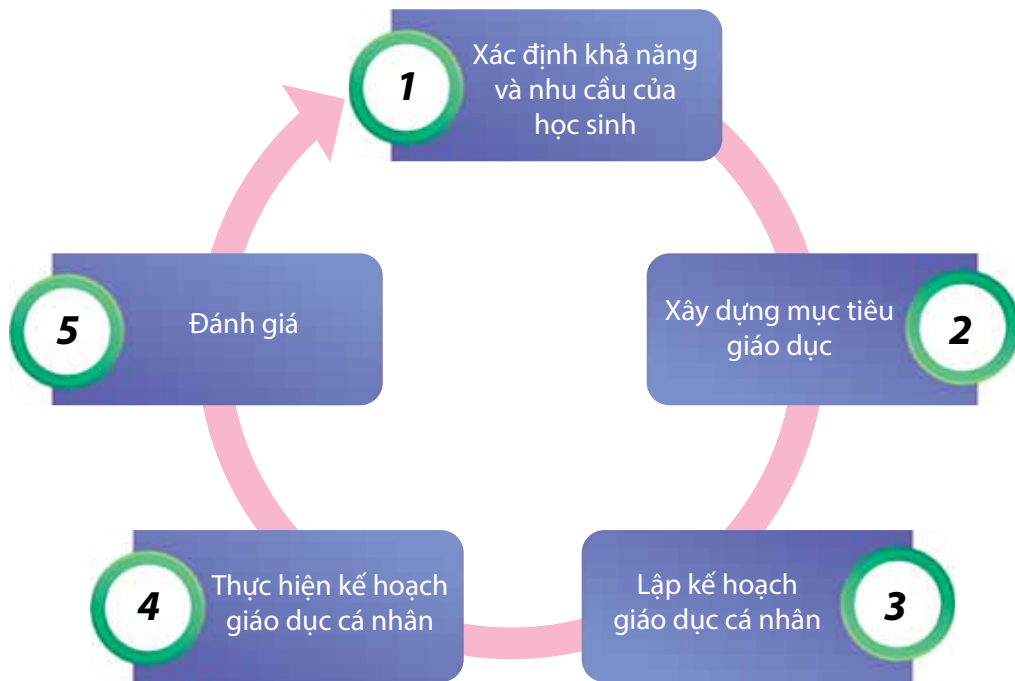 1
Xác định khả năng
và nhu cầu của
học sinh
2
Xây dựng mục tiêu
giáo dục
3
Lập kế hoạch
giáo dục cá nhân
4
Thực hiện kế hoạch
giáo dục cá nhân
5
Đánh giá